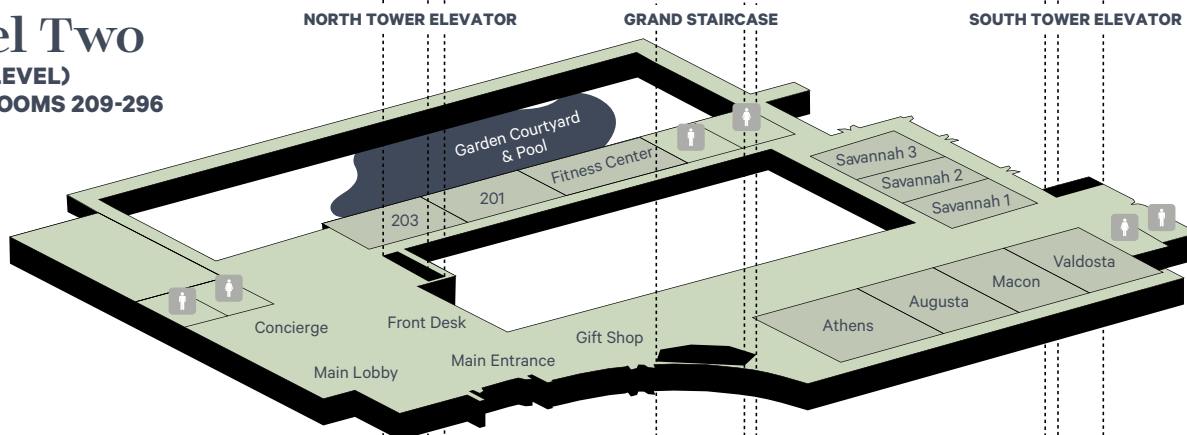 NORTH TOWER ELEVATOR
GRAND STAIRCASE
SOUTH TOWER ELEVATOR
el Two
LEVEL)
OOMS 209-296
Garden Courtyard
& Pool
Fitness Center
201
203
Savannah 3
Savannah 2
Savannah 1
Valdosta
Macon
Augusta
Athens
Concierge
Front Desk
Gift Shop
Main Entrance
Main Lobby